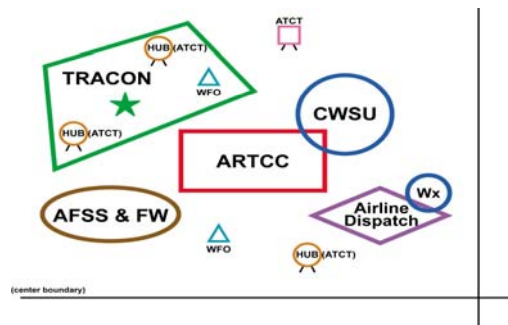 ATCT
HUB (ATCT)
TRACON
WFO
CWSU
HUB (ATCT)
ARTCC
Wx
AFSS & FW
Airline
Dispatch
WFO
HUB (ATCT)
(center boundary)